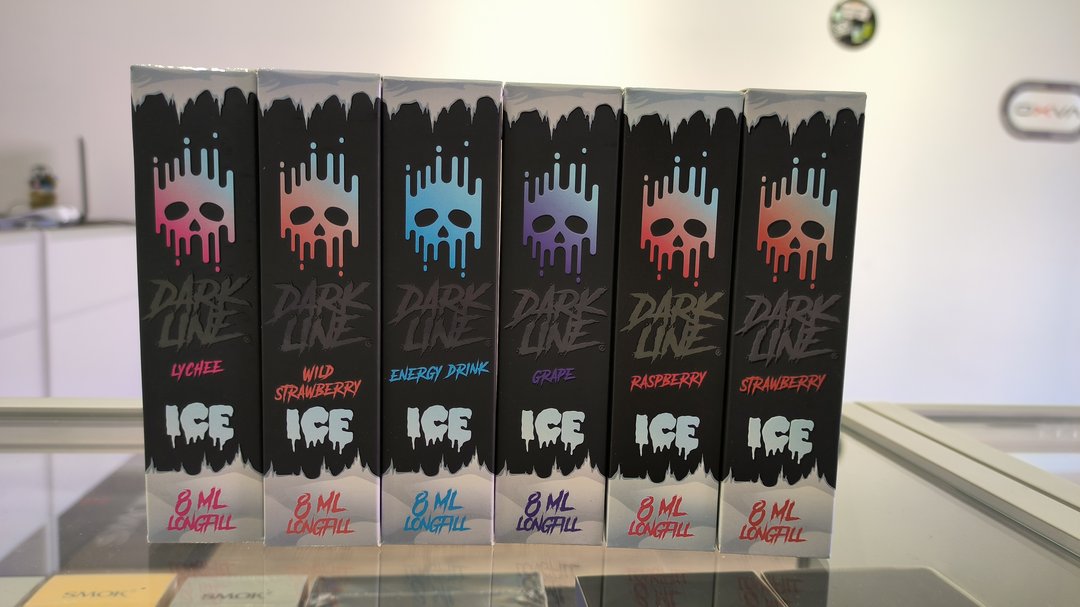 DARK
LINE
LYCHEE
ICE
8 ML
LONGFILL
DARK
LINE
WILD
STRAWBERRY
ICE
8 ML
LONGFILL
DARK
LINE
ENERGY DRINK
ICE
8 ML
LONGFILL
DARK
LINE
GRAPE
ICE
8 ML
LONGFILL
DARK
LINE
RASPBERRY
ICE
8 ML
LONGFILL
DARK
LINE
STRAWBERRY
ICE
8 ML
LONGFILL
OXVA
SMOK
SMOK